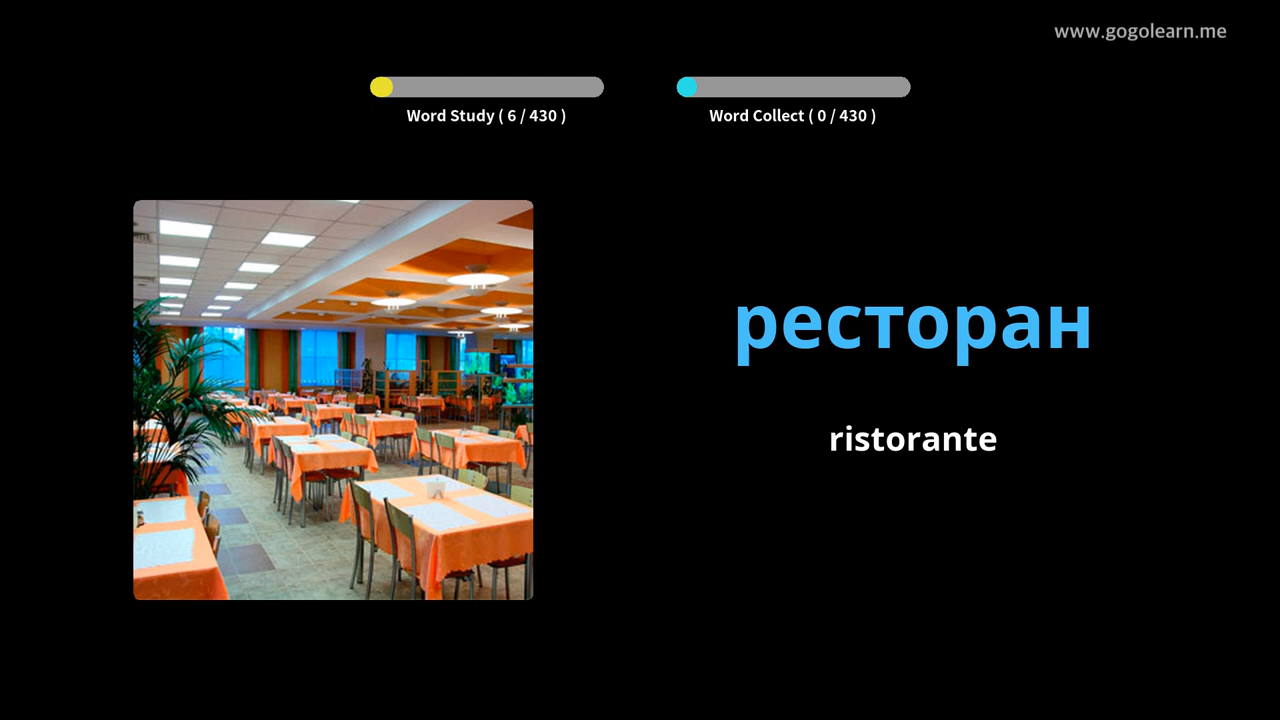 www.gogolearn.me
Word Study ( 6 / 430 )
Word Collect ( 0 / 430 )
ресторан
ristorante